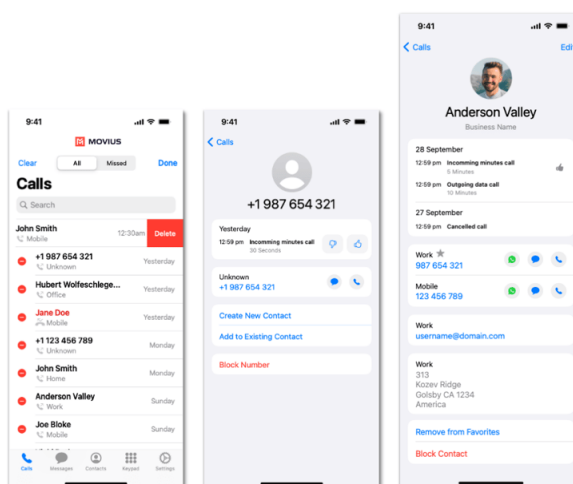 9:41
MOVIUS
Clear
All
Missed
Done
Calls
Search
John Smith
Mobile
12:30am
Delete
+1 987 654 321
Unknown
Yesterday
Hubert Wolfeschlege...
Office
Yesterday
Jane Doe
Mobile
Yesterday
+1 123 456 789
Unknown
Monday
John Smith
Home
Monday
Anderson Valley
Work
Sunday
Joe Bloke
Mobile
Sunday
Calls
Messages
Contacts
Keypad
Settings
9:41
Calls
+1 987 654 321
Yesterday
12:59 pm Incomming minutes call
30 Seconds
Unknown
+1 987 654 321
Create New Contact
Add to Existing Contact
Block Number
9:41
Calls
Edi
Anderson Valley
Business Name
28 September
12:59 pm Incomming minutes call
5 Minutes
12:59 pm Outgoing data call
10 Minutes
27 September
12:59 pm Cancelled call
Work
987 654 321
Mobile
123 456 789
Work
username@domain.com
Work
313
Kozev Ridge
Golsby CA 1234
America
Remove from Favorites
Block Contact